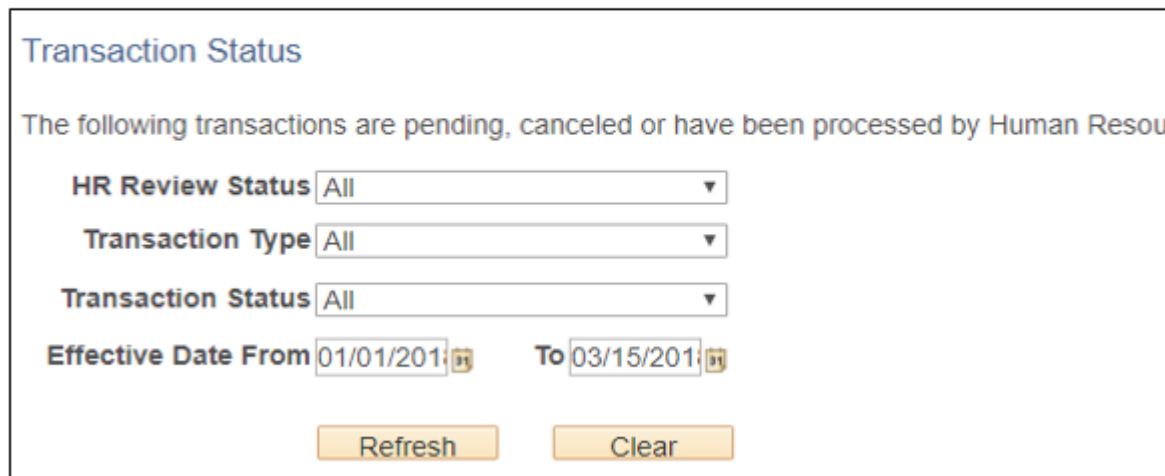 Transaction Status
The following transactions are pending, canceled or have been processed by Human Resou
HR Review Status All
Transaction Type All
Transaction Status All
Effective Date From 01/01/201 To 03/15/201
Refresh Clear